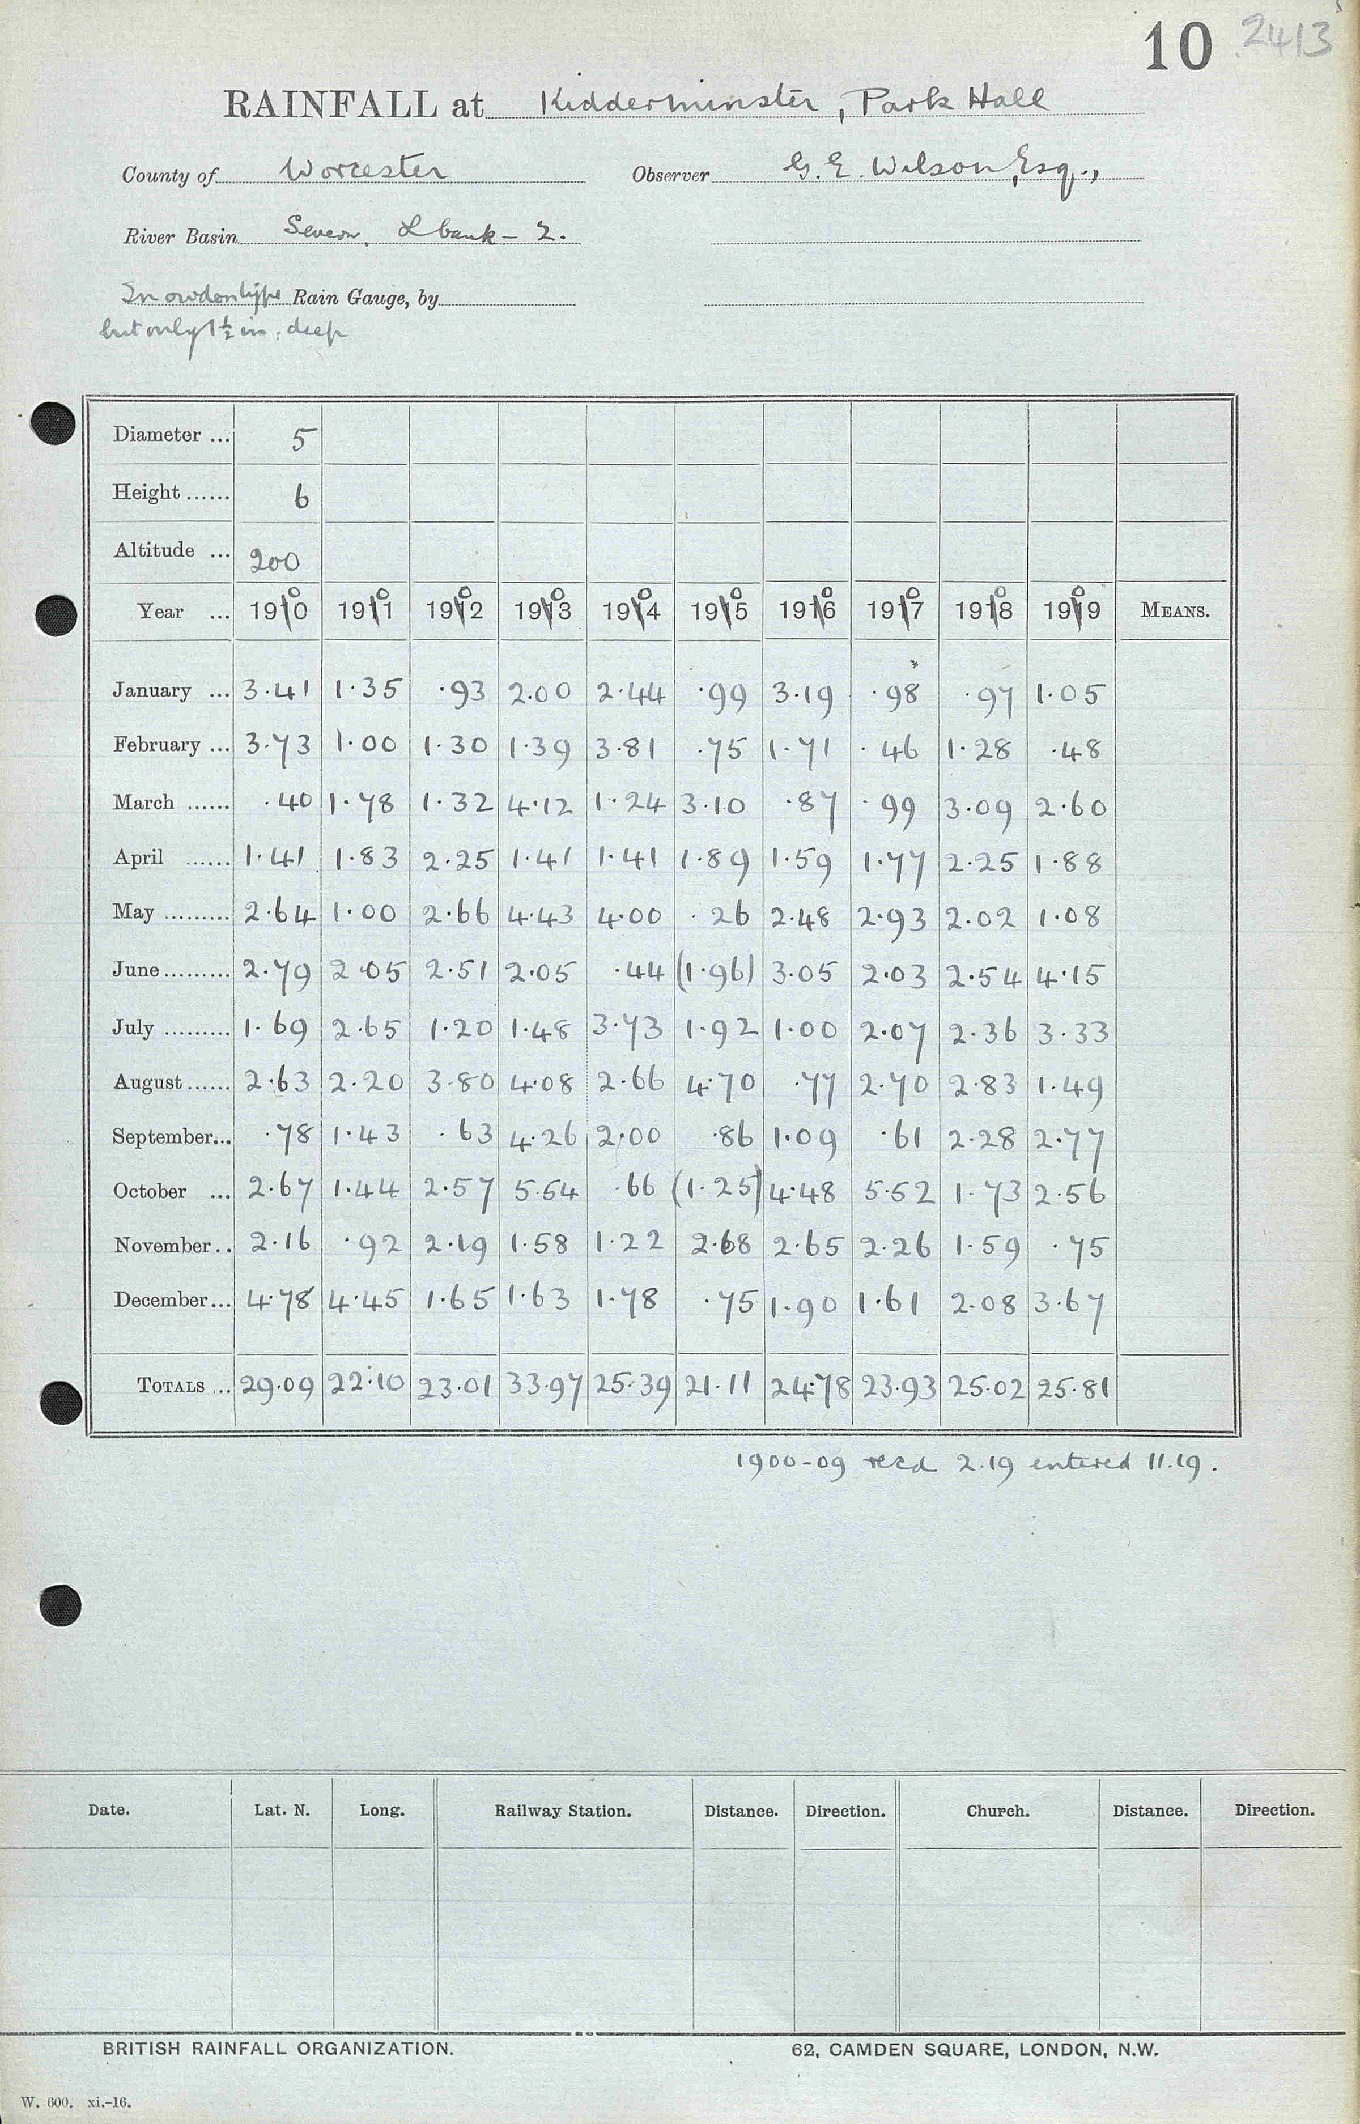 10 2413
RAINFALL at Kidderminster, Park Hall
County of Worcester Observer G. E. Wilson, Esq.,
River Basin Severn. L bank - 2.
Snowdon type Rain Gauge, by
but only 1½ in. deep
Diameter ... 5
Height ...... 6
Altitude ... 200
Year ... 1900 1901 1902 1903 1904 1905 1906 1907 1908 1909 MEANS.
January ... 3.41 1.35 .93 2.00 2.44 .99 3.19 .98 .97 1.05
February ... 3.73 1.00 1.30 1.39 3.81 .75 1.71 .46 1.28 .48
March ...... .40 1.78 1.32 4.12 1.24 3.10 .87 .99 3.09 2.60
April ...... 1.41 1.83 2.25 1.41 1.41 1.89 1.59 1.77 2.25 1.88
May ......... 2.64 1.00 2.66 4.43 4.00 .26 2.48 2.93 2.02 1.08
June......... 2.79 2.05 2.51 2.05 .44 (1.96) 3.05 2.03 2.54 4.15
July ......... 1.69 2.65 1.20 1.48 3.73 1.92 1.00 2.07 2.36 3.33
August...... 2.63 2.20 3.80 4.08 2.66 4.70 .77 2.70 2.83 1.49
September... .78 1.43 .63 4.26 2.00 .86 1.09 .61 2.28 2.77
October ... 2.67 1.44 2.57 5.54 .66 (1.25) 4.48 5.52 1.73 2.56
November.. 2.16 .92 2.19 1.58 1.22 2.68 2.65 2.26 1.59 .75
December... 4.78 4.45 1.65 1.63 1.78 .75 1.90 1.61 2.08 3.67
TOTALS ... 29.09 22.10 23.01 33.97 25.39 21.11 24.78 23.93 25.02 25.81
1900-09 recd 2.19 entered 11.19.
Date. Lat. N. Long. Railway Station. Distance. Direction. Church. Distance. Direction.
BRITISH RAINFALL ORGANIZATION. 62, CAMDEN SQUARE, LONDON, N.W.
W. 600. xi.-16.